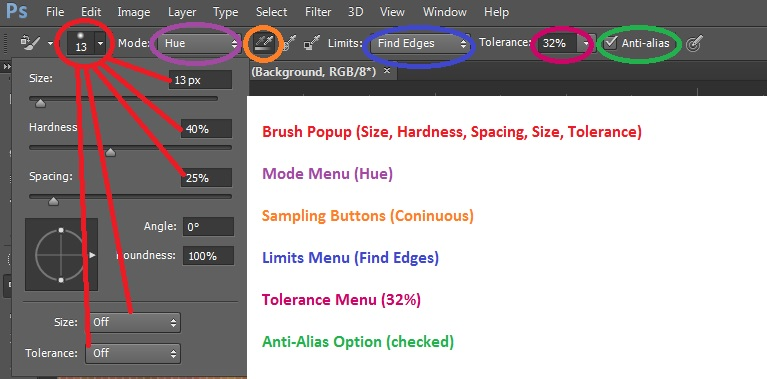 Ps File Edit Image Layer Type Select Filter 3D View Window Help
13 Mode: Hue Limits: Find Edges Tolerance: 32% Anti-alias
(Background, RGB/8*) ×
Size: 13 px
Hardness: 40%
Spacing: 25%
Angle: 0°
Roundness: 100%
Size: Off
Tolerance: Off
Brush Popup (Size, Hardness, Spacing, Size, Tolerance)
Mode Menu (Hue)
Sampling Buttons (Coninuous)
Limits Menu (Find Edges)
Tolerance Menu (32%)
Anti-Alias Option (checked)